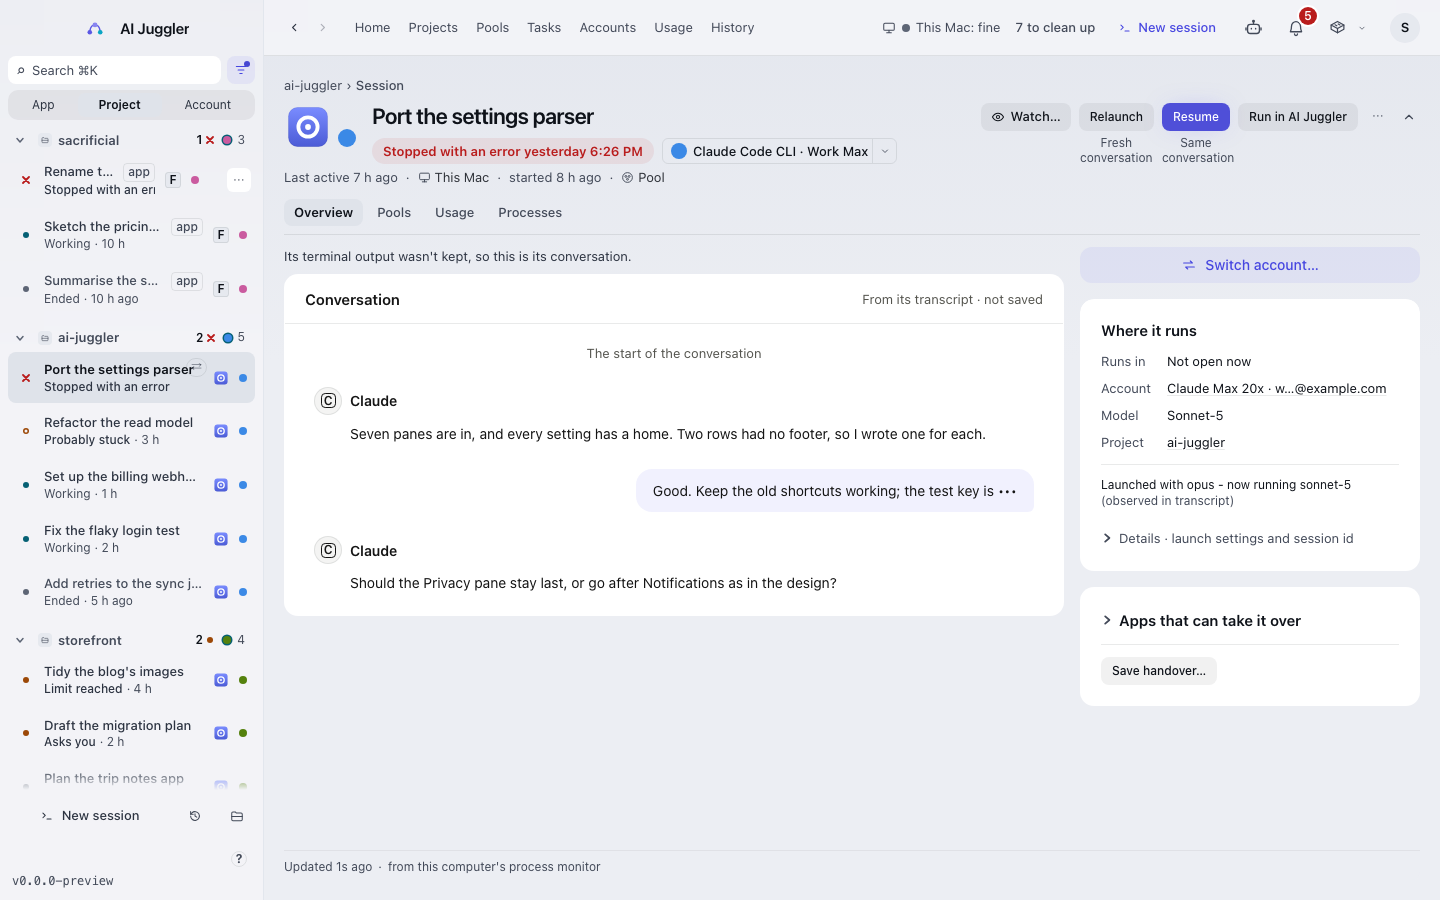 AI Juggler
Search ⌘K
App Project Account
sacrificial 1 3
Rename t... app F
Stopped with an err
Sketch the pricin... app F
Working · 10 h
Summarise the s... app F
Ended · 10 h ago
ai-juggler 2 5
Port the settings parser
Stopped with an error
Refactor the read model
Probably stuck · 3 h
Set up the billing webh...
Working · 1 h
Fix the flaky login test
Working · 2 h
Add retries to the sync j...
Ended · 5 h ago
storefront 2 4
Tidy the blog's images
Limit reached · 4 h
Draft the migration plan
Asks you · 2 h
Plan the trip notes app
New session
?
v0.0.0-preview
Home Projects Pools Tasks Accounts Usage History
This Mac: fine 7 to clean up New session 5 S
ai-juggler › Session
Port the settings parser
Stopped with an error yesterday 6:26 PM Claude Code CLI · Work Max
Last active 7 h ago · This Mac · started 8 h ago · Pool
Watch... Relaunch Resume Run in AI Juggler ...
Fresh conversation
Same conversation
Overview Pools Usage Processes
Its terminal output wasn't kept, so this is its conversation.
Conversation From its transcript · not saved
The start of the conversation
C Claude
Seven panes are in, and every setting has a home. Two rows had no footer, so I wrote one for each.
Good. Keep the old shortcuts working; the test key is •••
C Claude
Should the Privacy pane stay last, or go after Notifications as in the design?
Switch account...
Where it runs
Runs in Not open now
Account Claude Max 20x · w...@example.com
Model Sonnet-5
Project ai-juggler
Launched with opus - now running sonnet-5
(observed in transcript)
Details · launch settings and session id
Apps that can take it over
Save handover...
Updated 1s ago · from this computer's process monitor